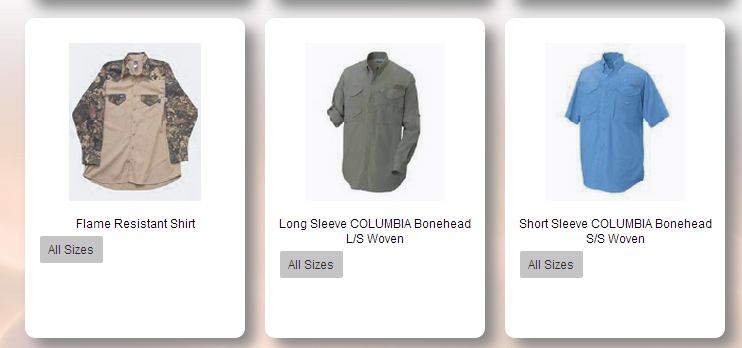 Flame Resistant Shirt
All Sizes
Long Sleeve COLUMBIA Bonehead
L/S Woven
All Sizes
Short Sleeve COLUMBIA Bonehead
S/S Woven
All Sizes